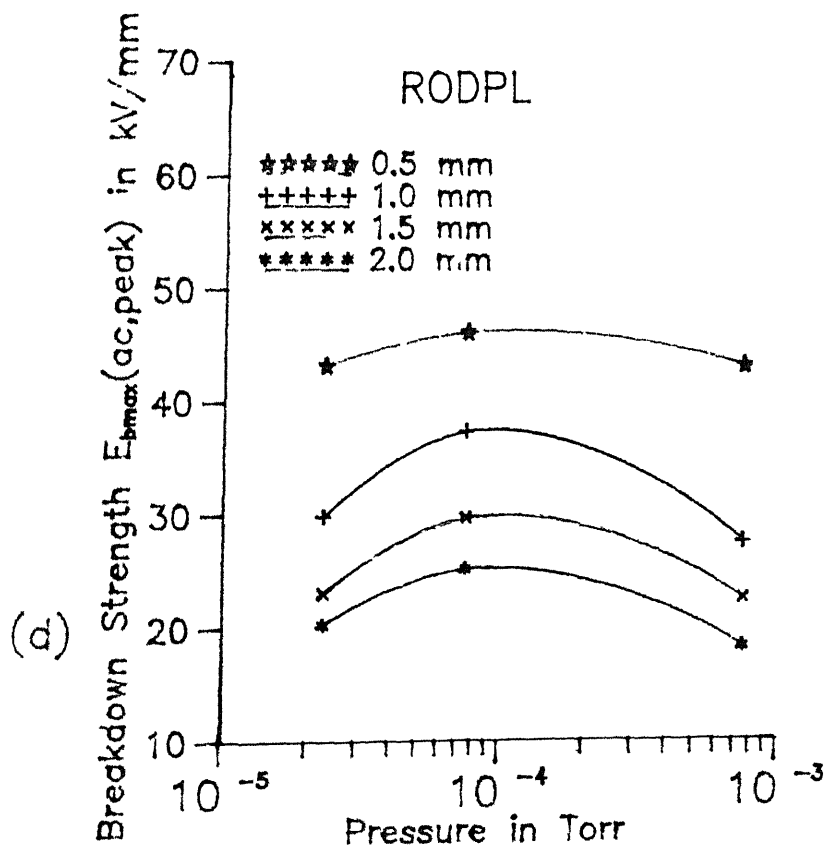 Breakdown Strength Ebmax(ac,peak) in kV/mm
70
60
50
40
30
20
10
RODPL
0.5 mm
1.0 mm
1.5 mm
2.0 mm
(d)
10⁻⁵
10⁻⁴
10⁻³
Pressure in Torr